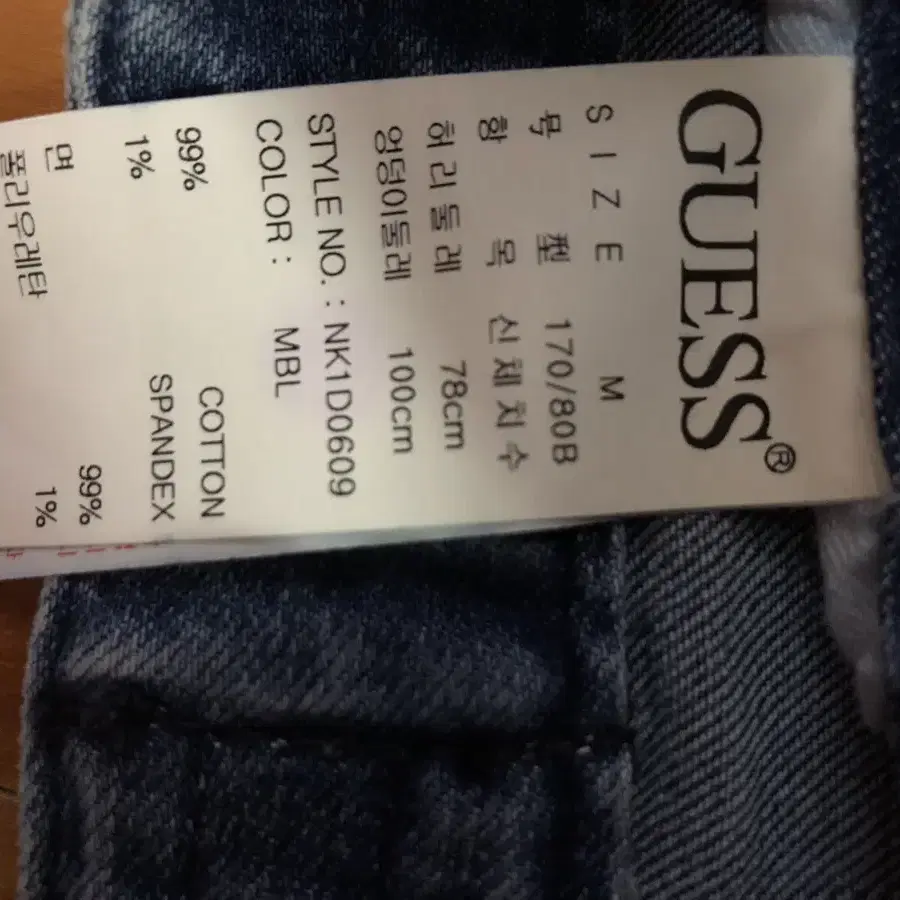 GUESS®
SIZE M
호 型 170/80B
항 목 신체치수
허리둘레 78cm
엉덩이둘레 100cm
STYLE NO. : NK1D0609
COLOR : MBL
99% COTTON
1% SPANDEX
면 99%
폴리우레탄 1%